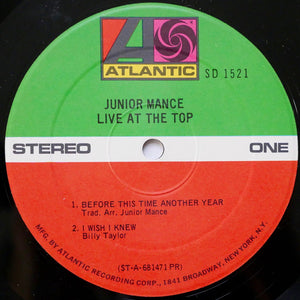 ATLANTIC
SD 1521
JUNIOR MANCE
LIVE AT THE TOP
STEREO
ONE
1. BEFORE THIS TIME ANOTHER YEAR
Trad. Arr. Junior Mance
2. I WISH I KNEW
Billy Taylor
(ST-A-681471 PR)
MFG. BY ATLANTIC RECORDING CORP., 1841 BROADWAY, NEW YORK, N.Y.